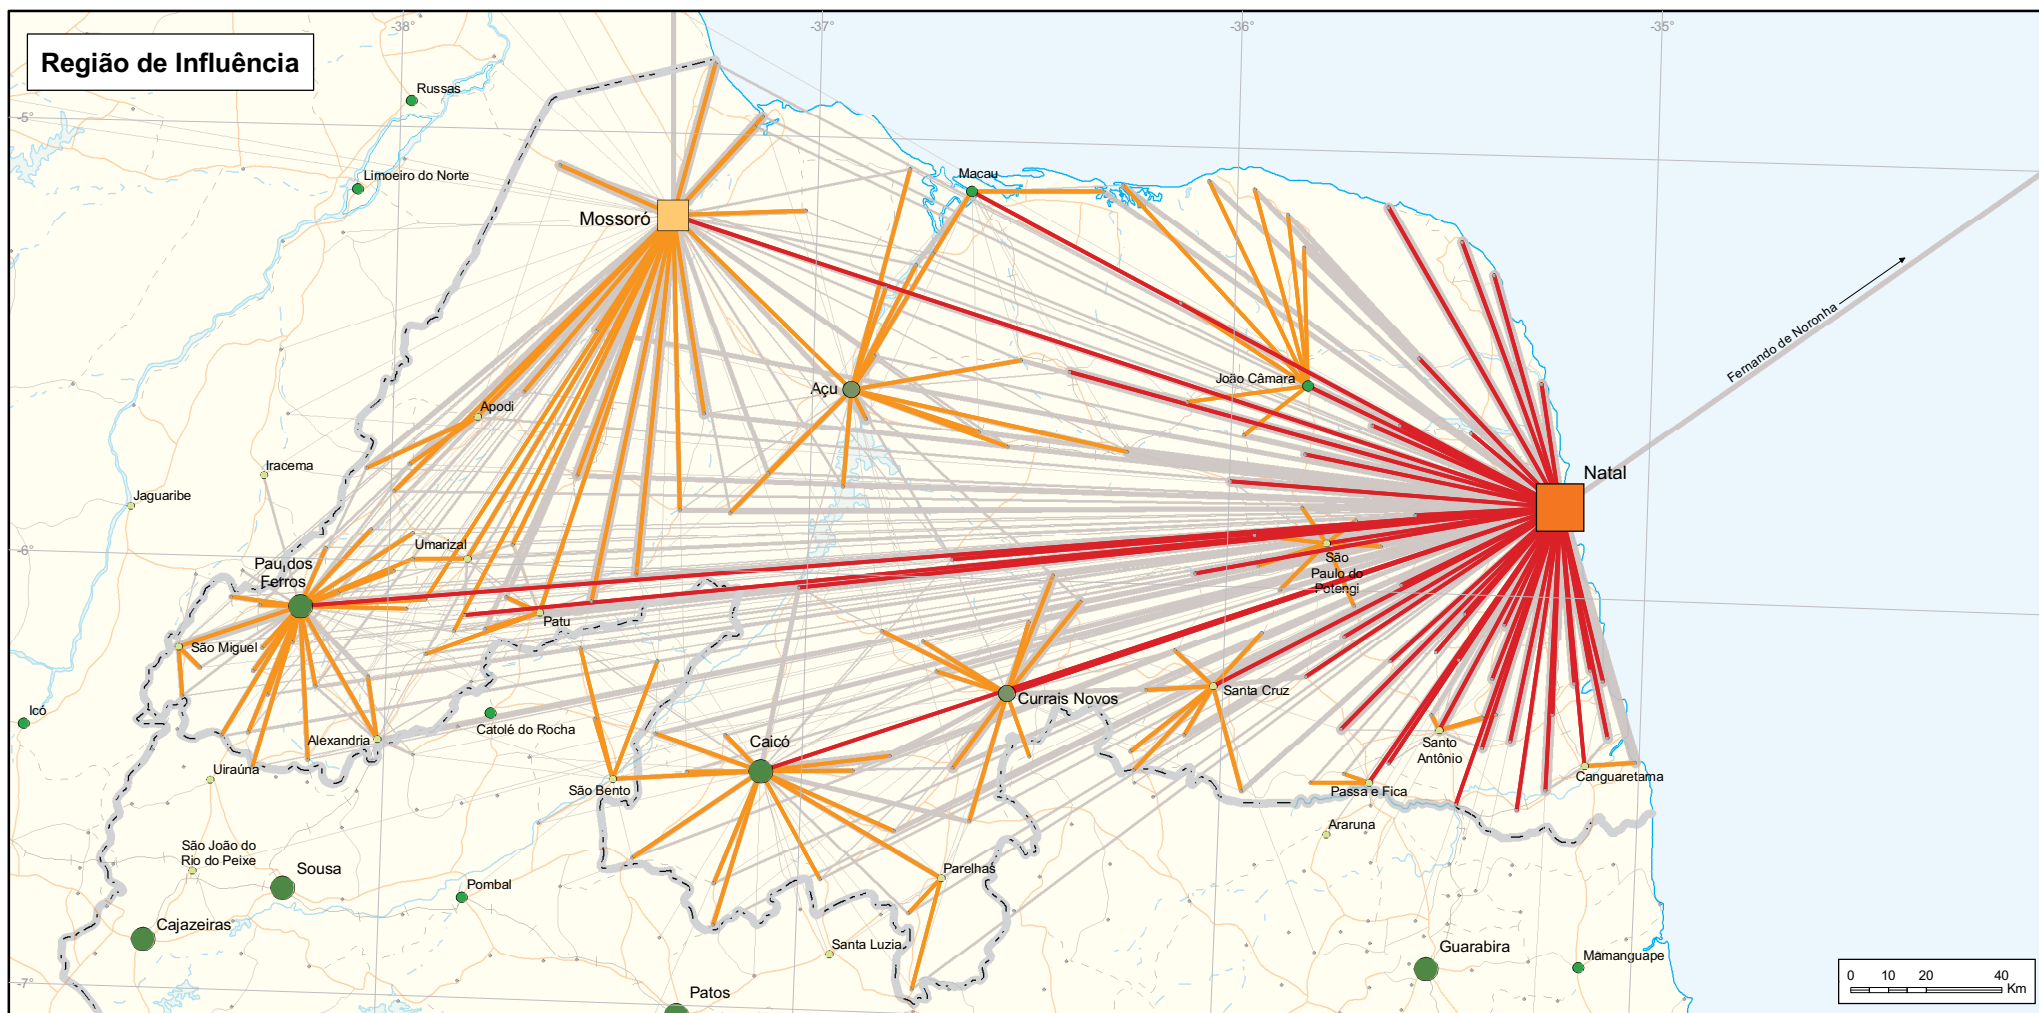 -38°
-37°
-36°
-35°
Região de Influência
Russas
-5°
Limoeiro do Norte
Macau
Mossoró
Fernando de Noronha
João Câmara
Açu
Apodi
Iracema
Natal
Jaguaribe
Umarizal
-6°
São
Paulo do
Potengi
Pau dos
Ferros
Patu
São Miguel
Santa Cruz
Currais Novos
Icó
Catolé do Rocha
Alexandria
Caicó
Santo
Antônio
Uiraúna
São Bento
Canguaretama
Passa e Fica
Araruna
São João do
Rio do Peixe
Sousa
Parelhas
Pombal
Cajazeiras
Santa Luzia
Guarabira
Mamanguape
-7°
Patos
0 10 20 40
Km